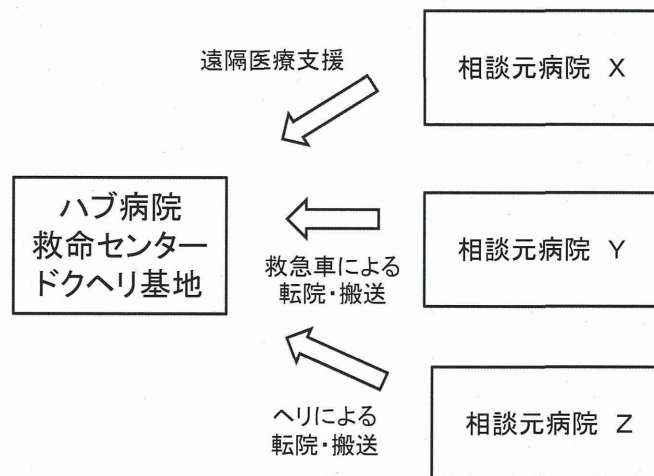 遠隔医療支援
相談元病院 X
ハブ病院
救命センター
ドクヘリ基地
相談元病院 Y
救急車による
転院・搬送
ヘリによる
転院・搬送
相談元病院 Z